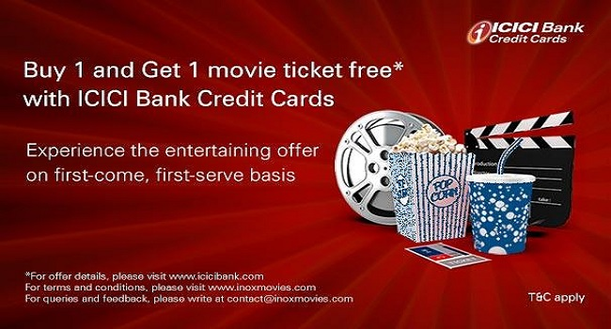 ICICI Bank
Credit Cards
Buy 1 and Get 1 movie ticket free*
with ICICI Bank Credit Cards
Experience the entertaining offer
on first-come, first-serve basis
POP
CORN
*For offer details, please visit www.icicibank.com
For terms and conditions, please visit www.inoxmovies.com
For queries and feedback, please write at contact@inoxmovies.com
T&C apply